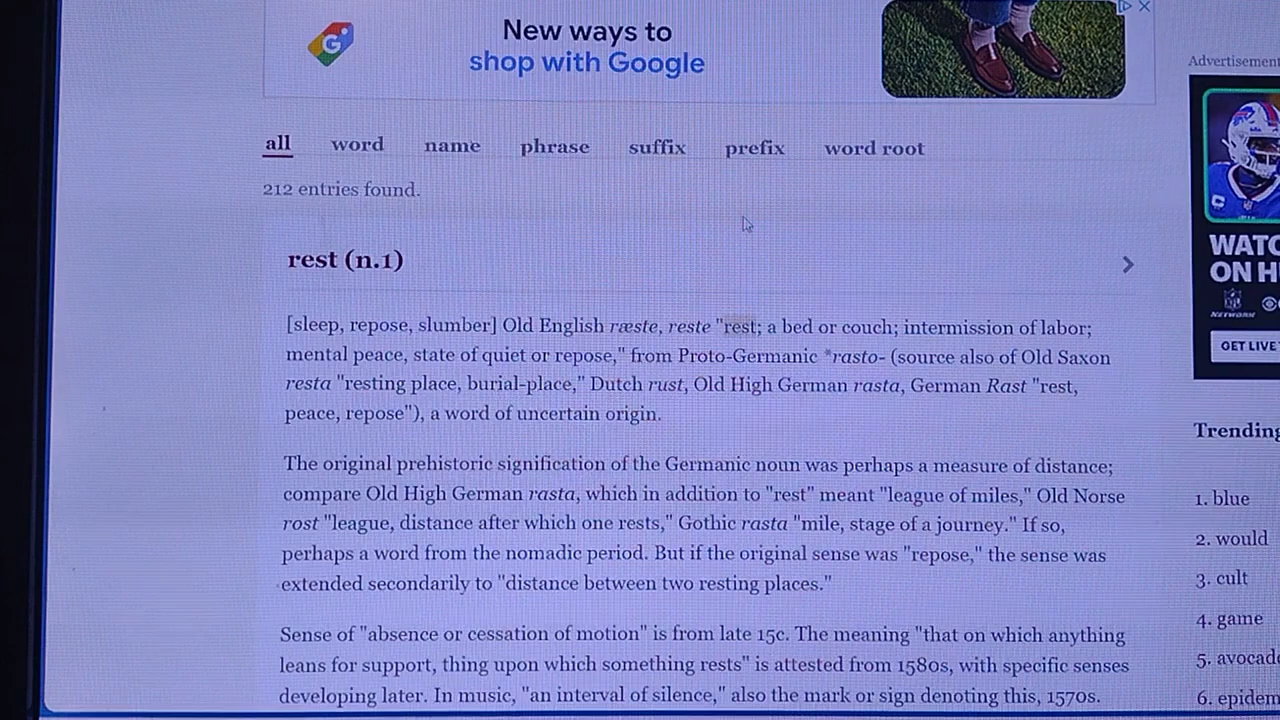 New ways to
shop with Google
Advertisement
all word name phrase suffix prefix word root
212 entries found.
rest (n.1)
[sleep, repose, slumber] Old English ræste, reste "rest; a bed or couch; intermission of labor;
mental peace, state of quiet or repose," from Proto-Germanic *rasto- (source also of Old Saxon
resta "resting place, burial-place," Dutch rust, Old High German rasta, German Rast "rest,
peace, repose"), a word of uncertain origin.
The original prehistoric signification of the Germanic noun was perhaps a measure of distance;
compare Old High German rasta, which in addition to "rest" meant "league of miles," Old Norse
rost "league, distance after which one rests," Gothic rasta "mile, stage of a journey." If so,
perhaps a word from the nomadic period. But if the original sense was "repose," the sense was
extended secondarily to "distance between two resting places."
Sense of "absence or cessation of motion" is from late 15c. The meaning "that on which anything
leans for support, thing upon which something rests" is attested from 1580s, with specific senses
developing later. In music, "an interval of silence," also the mark or sign denoting this, 1570s.
WATC
ON H
NFL
NETWORK
GET LIVE
Trending
1. blue
2. would
3. cult
4. game
5. avocado
6. epidem